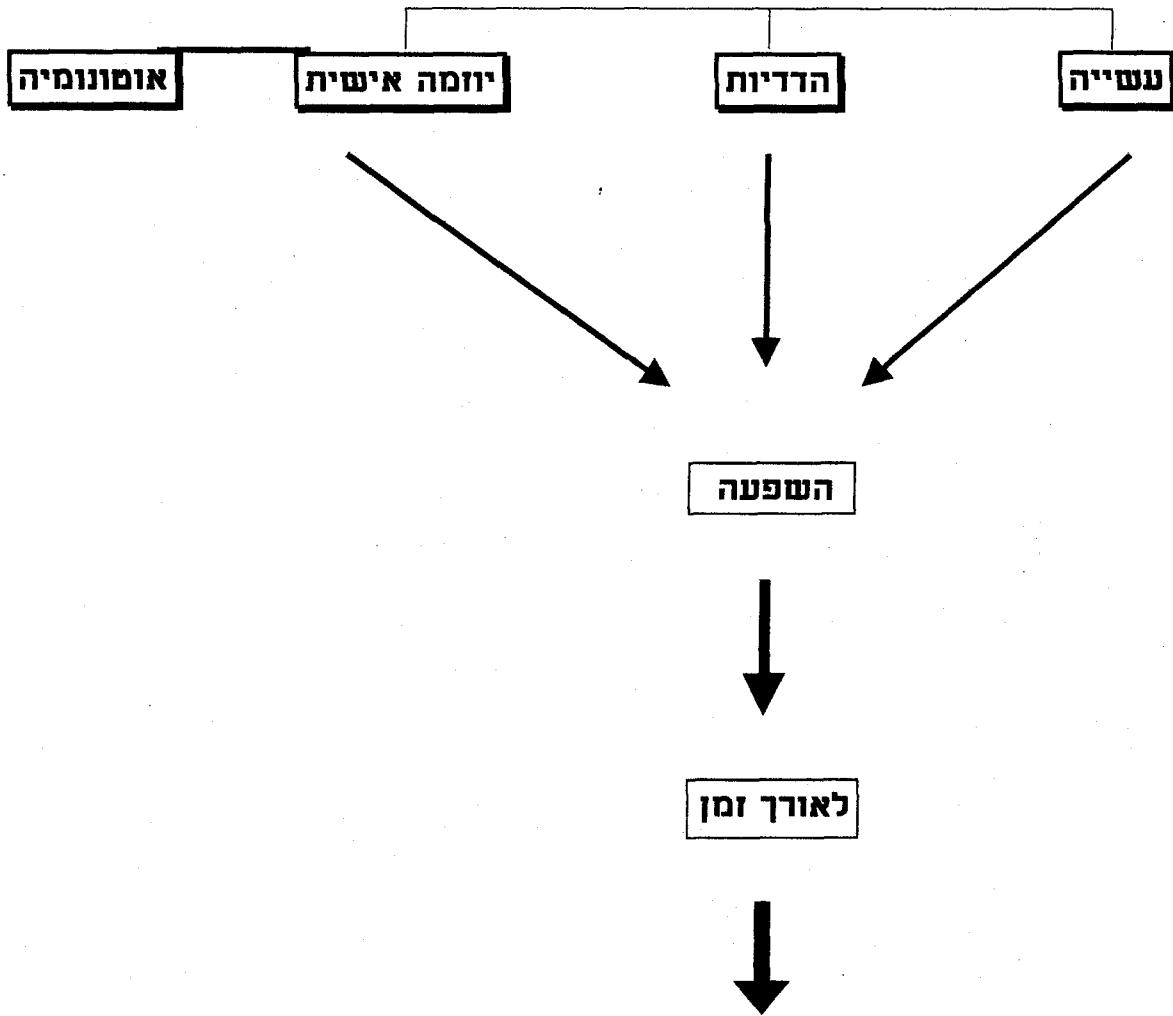 עשייה
הדדיות
יוזמה אישית
אוטונומיה
השפעה
לאורך זמן